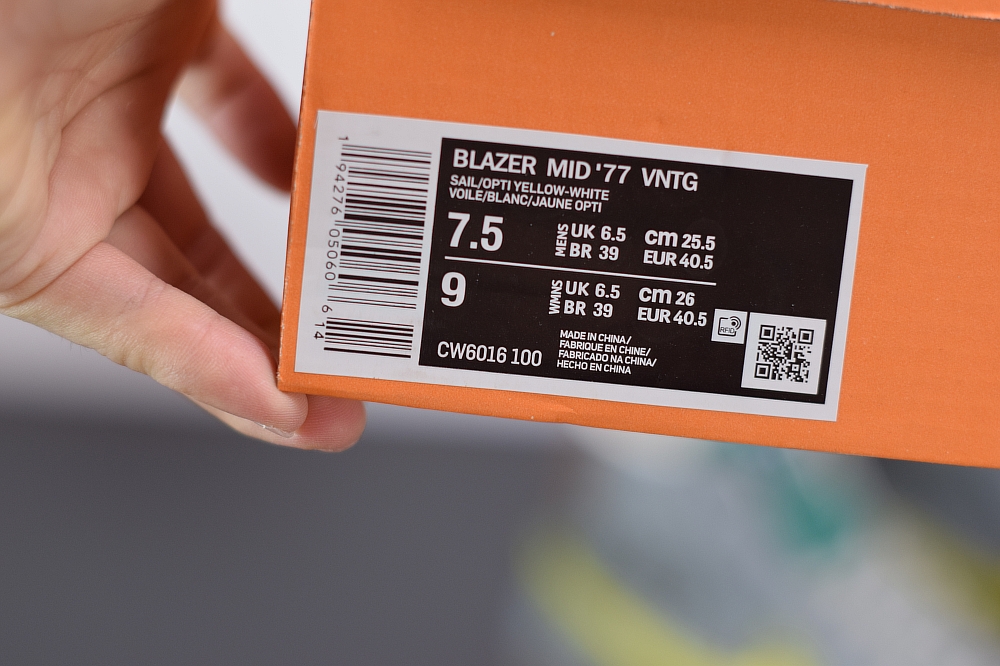 1 94276 05060 6 14
BLAZER MID '77 VNTG
SAIL/OPTI YELLOW-WHITE
VOILE/BLANC/JAUNE OPTI
7.5 MENS UK 6.5 cm 25.5
BR 39 EUR 40.5
9 WMNS UK 6.5 cm 26
BR 39 EUR 40.5
RFID
CW6016 100
MADE IN CHINA/
FABRIQUE EN CHINE/
FABRICADO NA CHINA/
HECHO EN CHINA